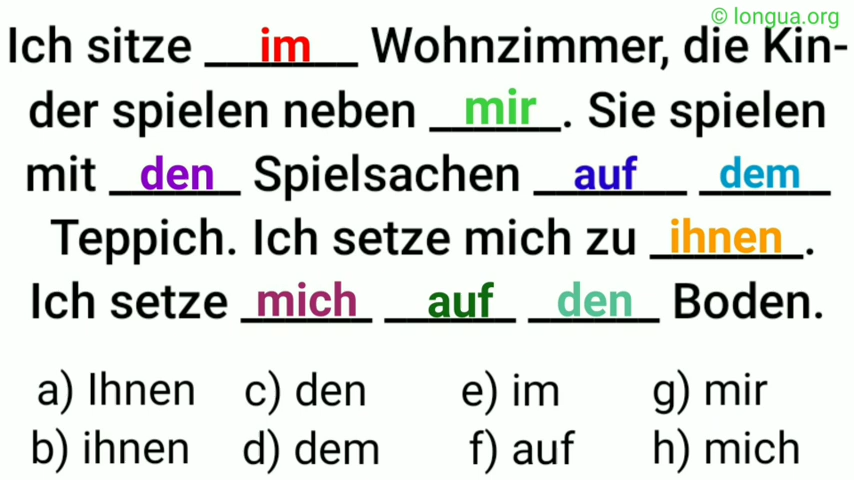 © longua.org
Ich sitze im Wohnzimmer, die Kin-
der spielen neben mir. Sie spielen
mit den Spielsachen auf dem
Teppich. Ich setze mich zu ihnen.
Ich setze mich auf den Boden.
a) Ihnen c) den e) im g) mir
b) ihnen d) dem f) auf h) mich